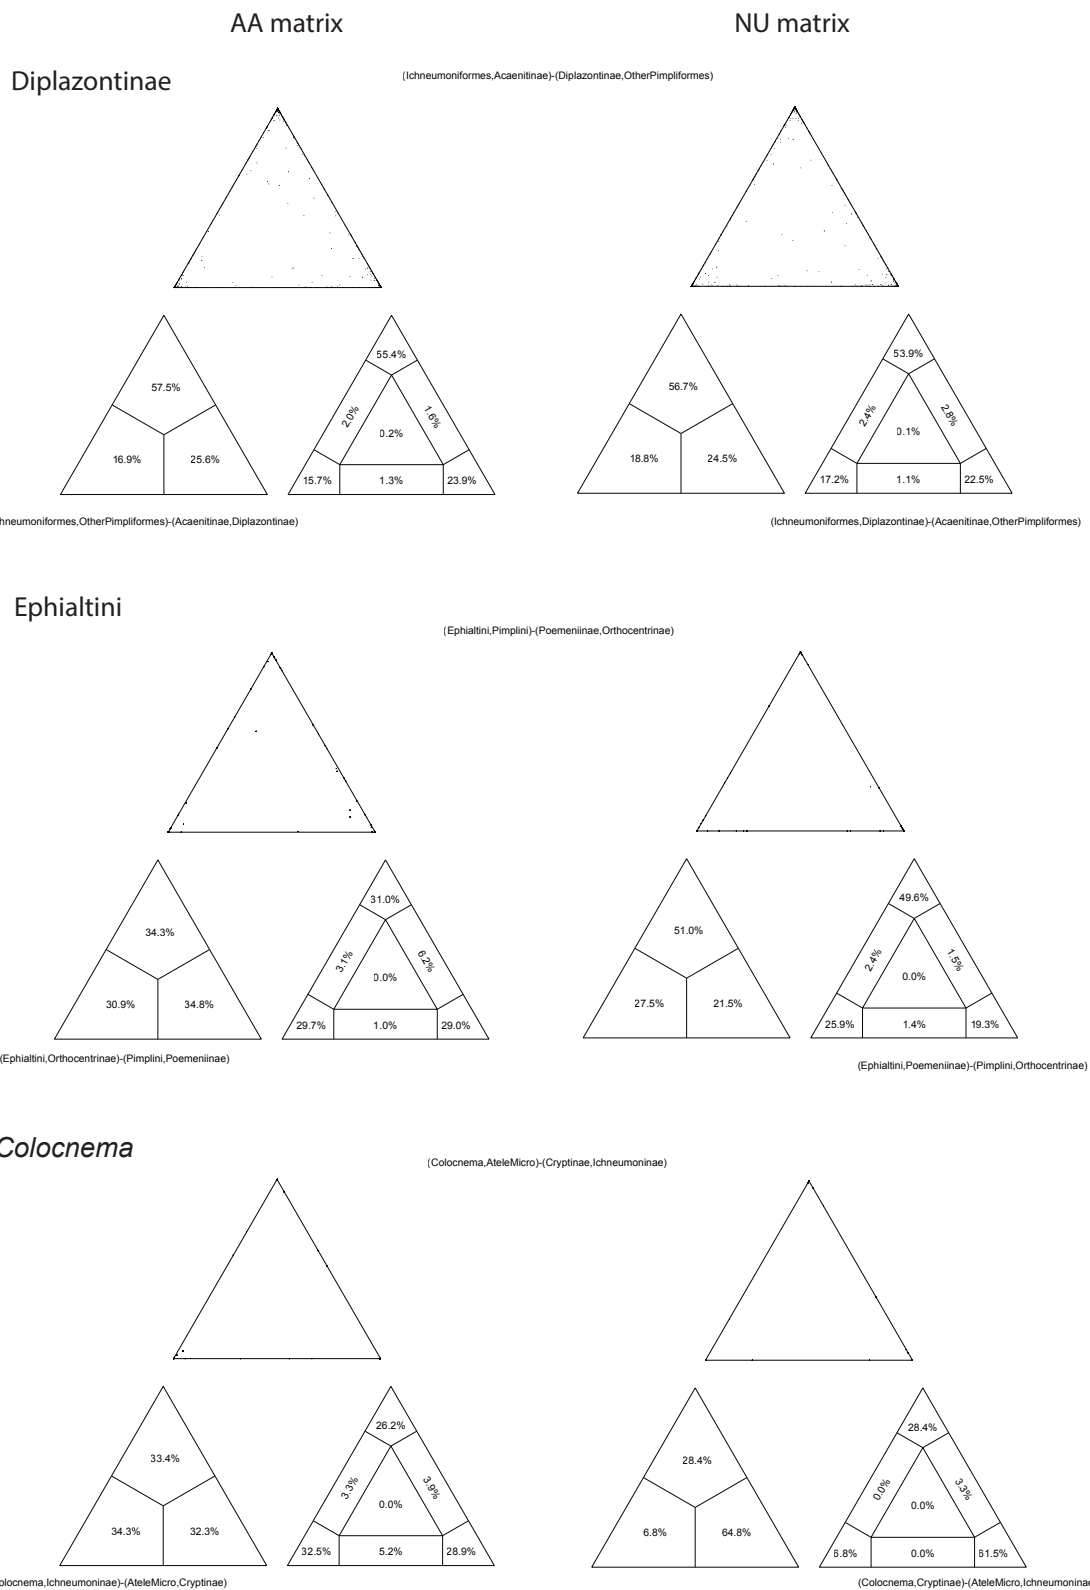 AA matrix NU matrix
Diplazontinae
(Ichneumoniformes,Acaenitinae)-(Diplazontinae,OtherPimpliformes)
57.5%
16.9% 25.6%
55.4%
2.0% 1.6%
0.2%
15.7% 1.3% 23.9%
56.7%
18.8% 24.5%
53.9%
2.4% 2.8%
0.1%
17.2% 1.1% 22.5%
hneumoniformes,OtherPimpliformes)-(Acaenitinae,Diplazontinae)
(Ichneumoniformes,Diplazontinae)-(Acaenitinae,OtherPimpliformes)
Ephialtini
(Ephialtini,Pimplini)-(Poemeniinae,Orthocentrinae)
34.3%
30.9% 34.8%
31.0%
3.1% 6.2%
0.0%
29.7% 1.0% 29.0%
51.0%
27.5% 21.5%
49.6%
2.4% 1.5%
0.0%
25.9% 1.4% 19.3%
(Ephialtini,Orthocentrinae)-(Pimplini,Poemeniinae)
(Ephialtini,Poemeniinae)-(Pimplini,Orthocentrinae)
Colocnema
(Colocnema,AteleMicro)-(Cryptinae,Ichneumoninae)
33.4%
34.3% 32.3%
26.2%
3.3% 3.9%
0.0%
32.5% 5.2% 28.9%
28.4%
6.8% 64.8%
28.4%
0.0% 3.3%
0.0%
6.8% 0.0% 61.5%
olocnema,Ichneumoninae)-(AteleMicro,Cryptinae)
(Colocnema,Cryptinae)-(AteleMicro,Ichneumoninae